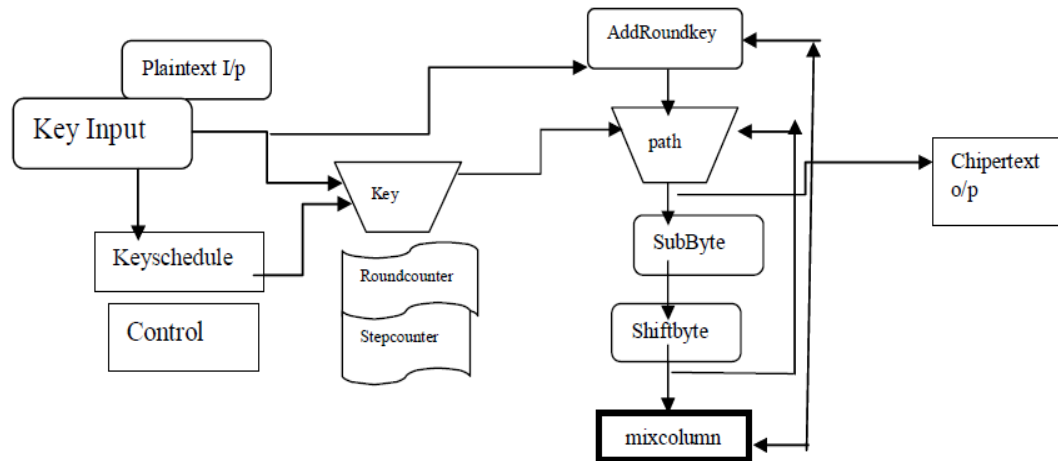 AddRoundkey
Plaintext I/p
Key Input
path
Chipertext
o/p
Key
SubByte
Keyschedule
Roundcounter
Control
Stepcounter
Shiftbyte
mixcolumn